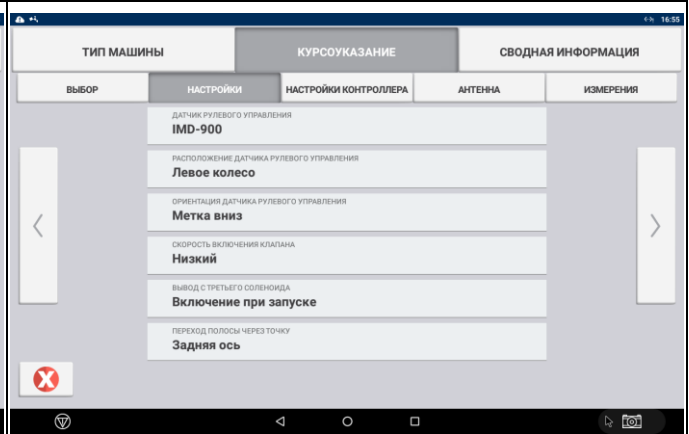 16:55
ТИП МАШИНЫ
КУРСОУКАЗАНИЕ
СВОДНАЯ ИНФОРМАЦИЯ
ВЫБОР
НАСТРОЙКИ
НАСТРОЙКИ КОНТРОЛЛЕРА
АНТЕННА
ИЗМЕРЕНИЯ
ДАТЧИК РУЛЕВОГО УПРАВЛЕНИЯ
IMD-900
РАСПОЛОЖЕНИЕ ДАТЧИКА РУЛЕВОГО УПРАВЛЕНИЯ
Левое колесо
ОРИЕНТАЦИЯ ДАТЧИКА РУЛЕВОГО УПРАВЛЕНИЯ
Метка вниз
СКОРОСТЬ ВКЛЮЧЕНИЯ КЛАПАНА
Низкий
ВЫВОД С ТРЕТЬЕГО СОЛЕНОИДА
Включение при запуске
ПЕРЕХОД ПОЛОСЫ ЧЕРЕЗ ТОЧКУ
Задняя ось